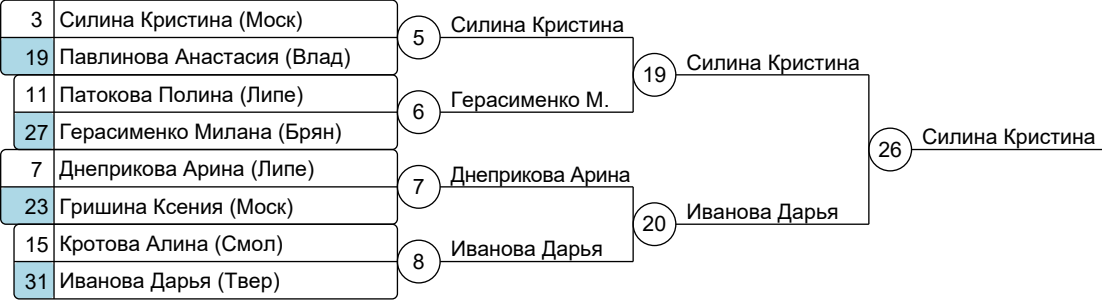 3 Силина Кристина (Моск)
19 Павлинова Анастасия (Влад)
11 Патокова Полина (Липе)
27 Герасименко Милана (Брян)
7 Днеприкова Арина (Липе)
23 Гришина Ксения (Моск)
15 Кротова Алина (Смол)
31 Иванова Дарья (Твер)
5 Силина Кристина
6 Герасименко М.
7 Днеприкова Арина
8 Иванова Дарья
19 Силина Кристина
20 Иванова Дарья
26 Силина Кристина